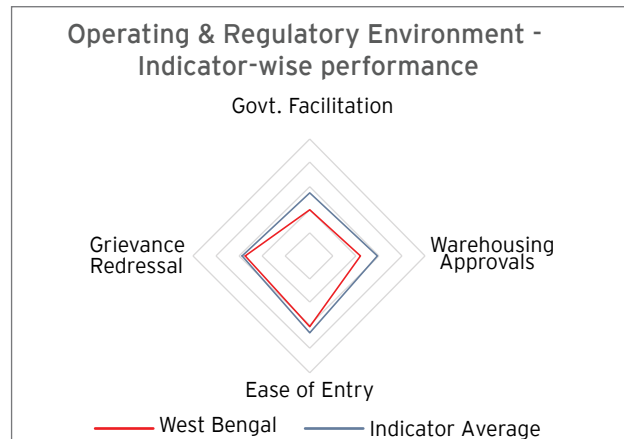 Operating & Regulatory Environment -
Indicator-wise performance
Govt. Facilitation
Grievance
Redressal
Warehousing
Approvals
Ease of Entry
West Bengal
Indicator Average